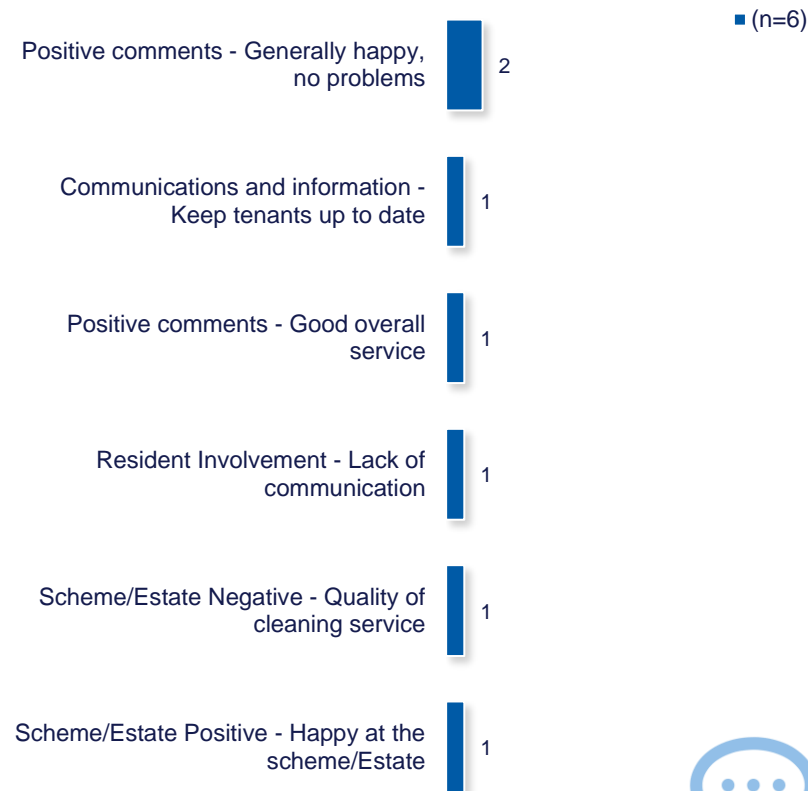 (n=6)
Positive comments - Generally happy,
no problems
2
Communications and information -
Keep tenants up to date
1
Positive comments - Good overall
service
1
Resident Involvement - Lack of
communication
1
Scheme/Estate Negative - Quality of
cleaning service
1
Scheme/Estate Positive - Happy at the
scheme/Estate
1